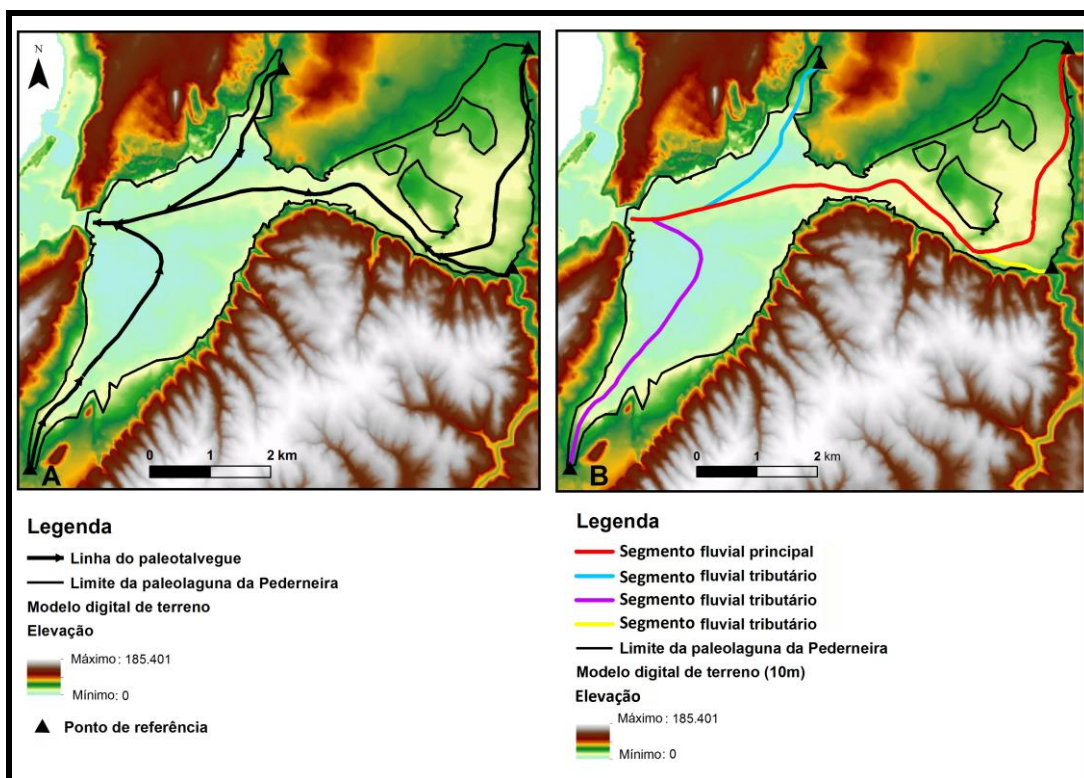 N
A
0 1 2 km
Legenda
Linha do paleotalvegue
Limite da paleolaguna da Pederneira
Modelo digital de terreno
Elevação
Máximo: 185.401
Mínimo: 0
Ponto de referência
B
0 1 2 km
Legenda
Segmento fluvial principal
Segmento fluvial tributário
Segmento fluvial tributário
Segmento fluvial tributário
Limite da paleolaguna da Pederneira
Modelo digital de terreno (10m)
Elevação
Máximo: 185.401
Mínimo: 0